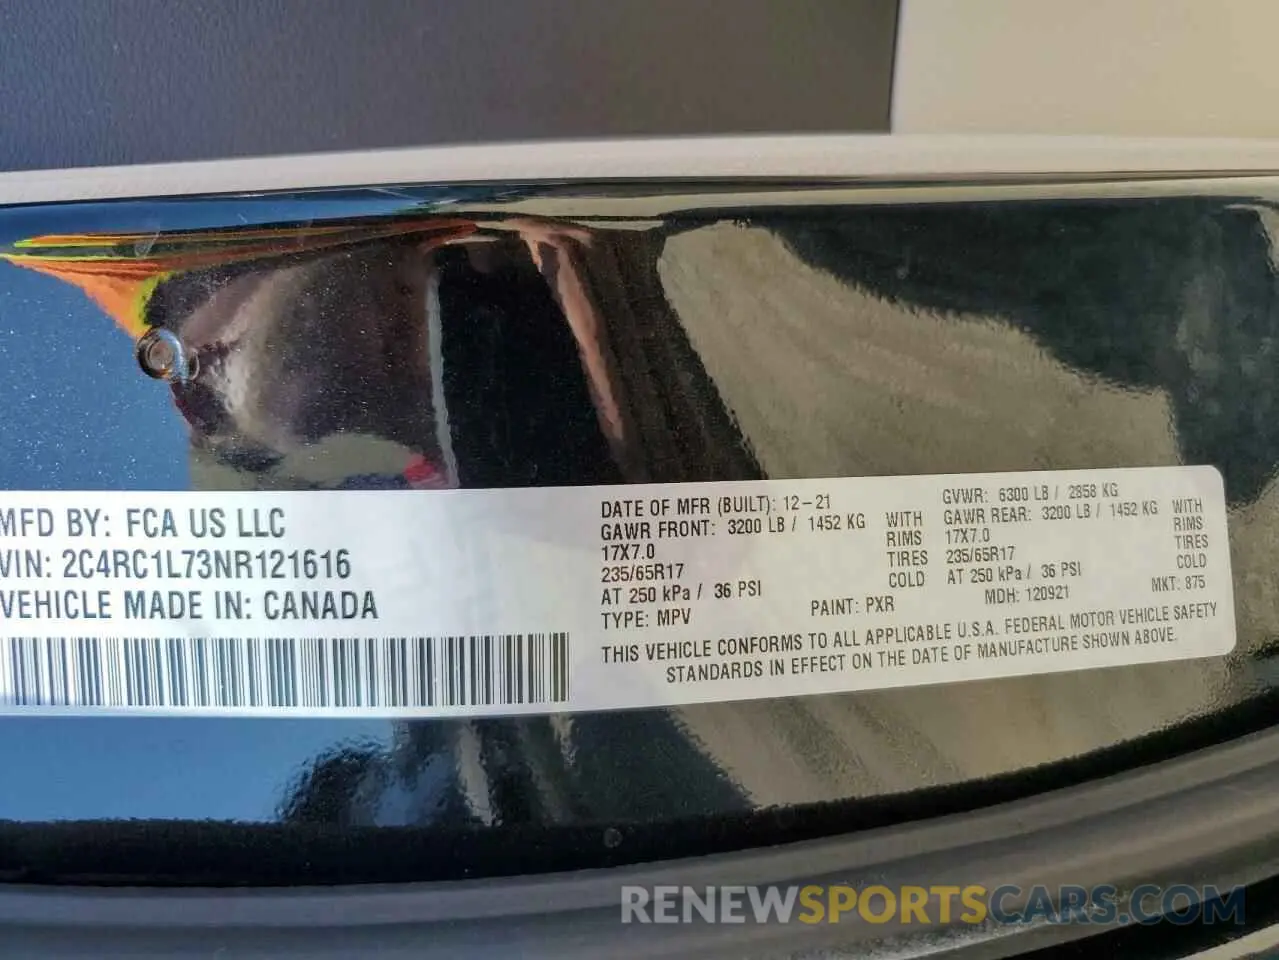 MFD BY: FCA US LLC
VIN: 2C4RC1L73NR121616
VEHICLE MADE IN: CANADA
DATE OF MFR (BUILT): 12-21
GAWR FRONT: 3200 LB / 1452 KG WITH
17X7.0 RIMS
235/65R17 TIRES
AT 250 kPa / 36 PSI COLD
TYPE: MPV PAINT: PXR
GVWR: 6300 LB / 2858 KG
GAWR REAR: 3200 LB / 1452 KG WITH
17X7.0 RIMS
235/65R17 TIRES
AT 250 kPa / 36 PSI COLD
MDH: 120921 MKT: 875
THIS VEHICLE CONFORMS TO ALL APPLICABLE U.S.A. FEDERAL MOTOR VEHICLE SAFETY
STANDARDS IN EFFECT ON THE DATE OF MANUFACTURE SHOWN ABOVE.
RENEWSPORTSCARS.COM